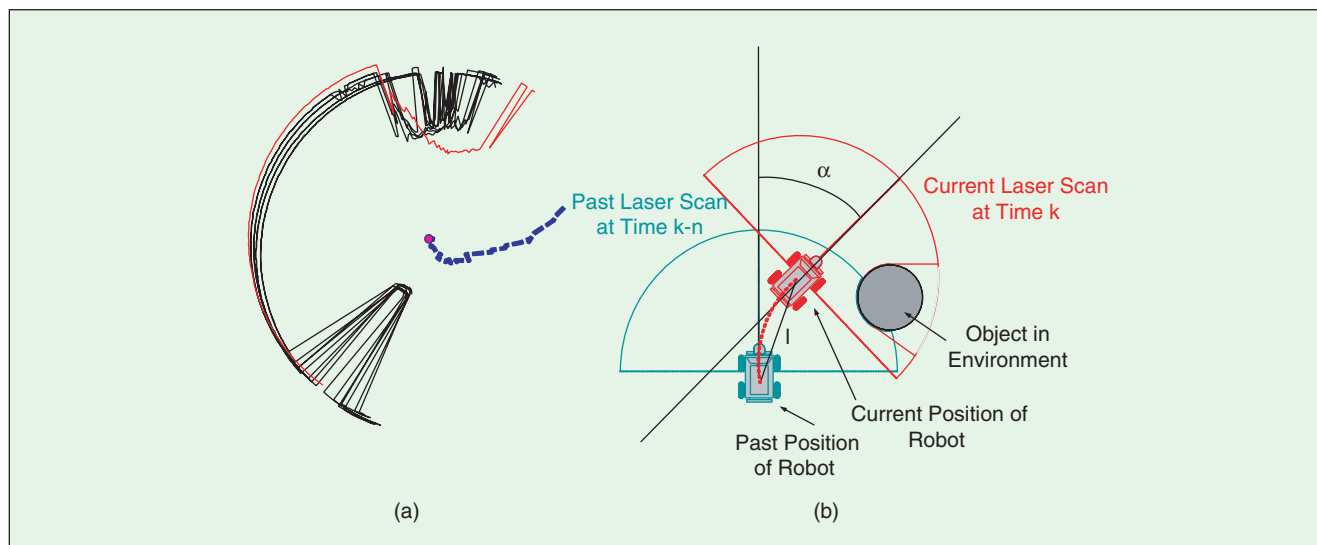 Past Laser Scan
at Time k-n
α
Current Laser Scan
at Time k
l
Object in
Environment
Current Position of
Robot
Past Position
of Robot
(a)
(b)